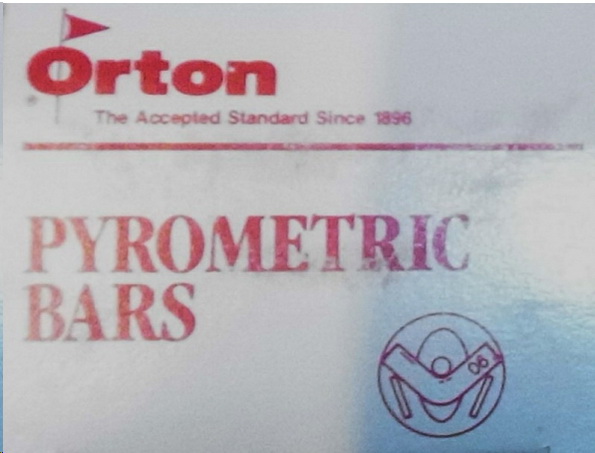 Orton
The Accepted Standard Since 1896
PYROMETRIC
BARS